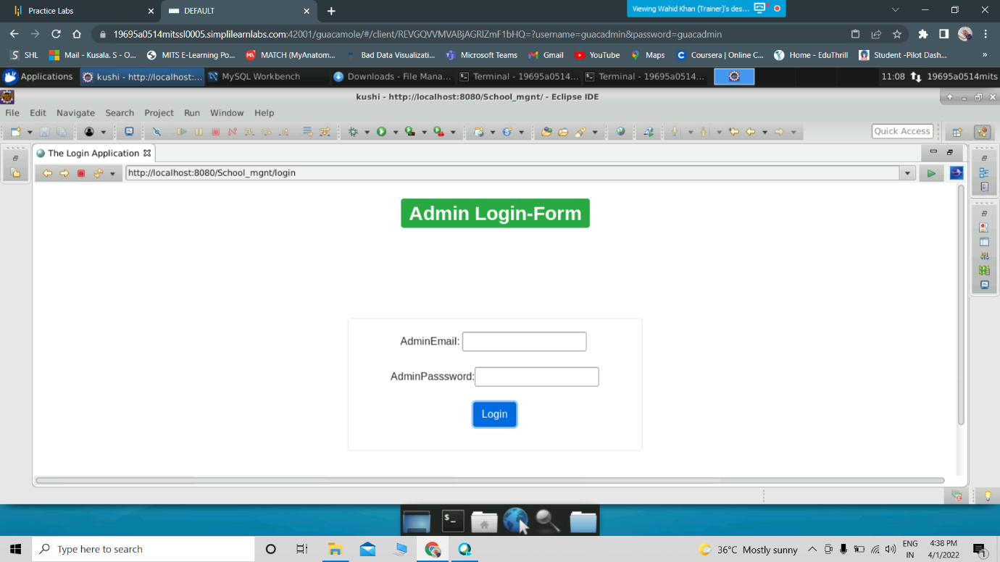 Practice Labs
DEFAULT
Viewing Wahid Khan (Trainer)'s des...
19695a0514mitssl0005.simplilearnlabs.com:42001/guacamole/#/client/REVGQVVMVABjAGRlZmF1bHQ=?username=guacadmin&password=guacadmin
SHL Mail - Kusala. S - O... MITS E-Learning Po... MATCH (MyAnatom... Bad Data Visualizati... Microsoft Teams Gmail YouTube Maps Coursera | Online C... Home - EduThrill Student -Pilot Dash... »
Applications kushi - http://localhost:... MySQL Workbench Downloads - File Mana... Terminal - 19695a0514... Terminal - 19695a0514... 11:08 19695a0514mits
kushi - http://localhost:8080/School_mgnt/ - Eclipse IDE
File Edit Navigate Search Project Run Window Help
Quick Access
The Login Application
http://localhost:8080/School_mgnt/login
Admin Login-Form
AdminEmail:
AdminPasssword:
Login
Type here to search
36°C Mostly sunny
ENG
IN
4:38 PM
4/1/2022
1